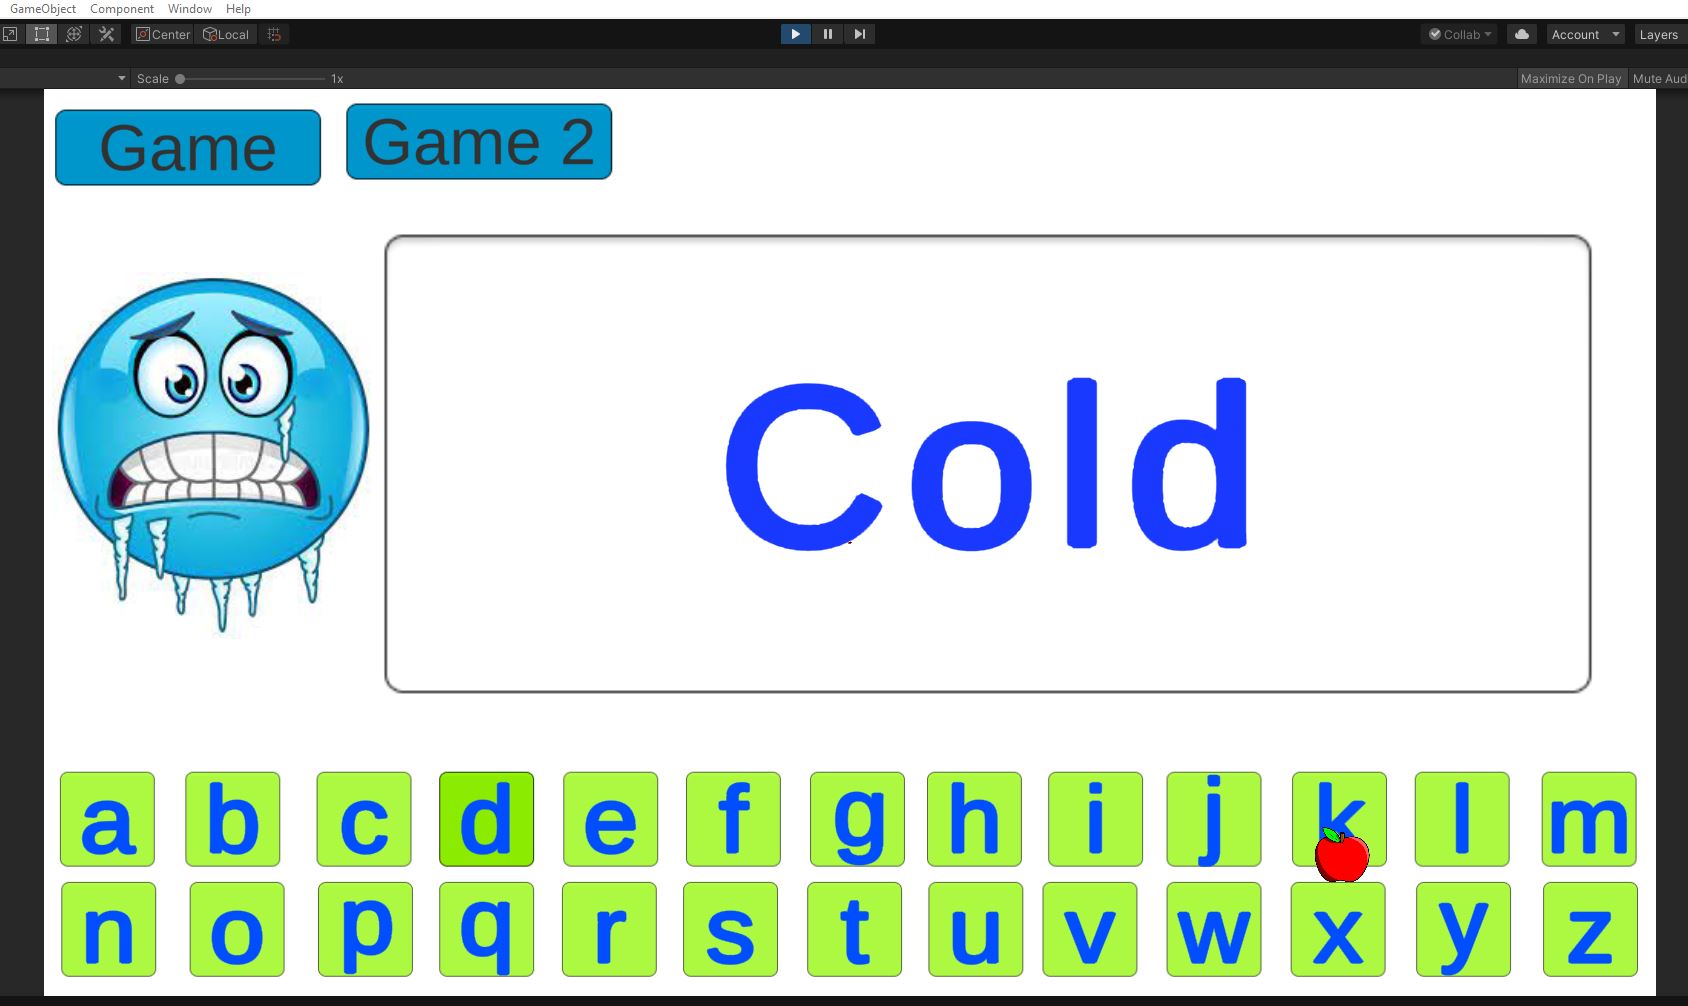 GameObject Component Window Help
Center Local Collab Account Layers
Scale 1x Maximize On Play Mute Aud
Game Game 2
Cold
a b c d e f g h i j k l m
n o p q r s t u v w x y z